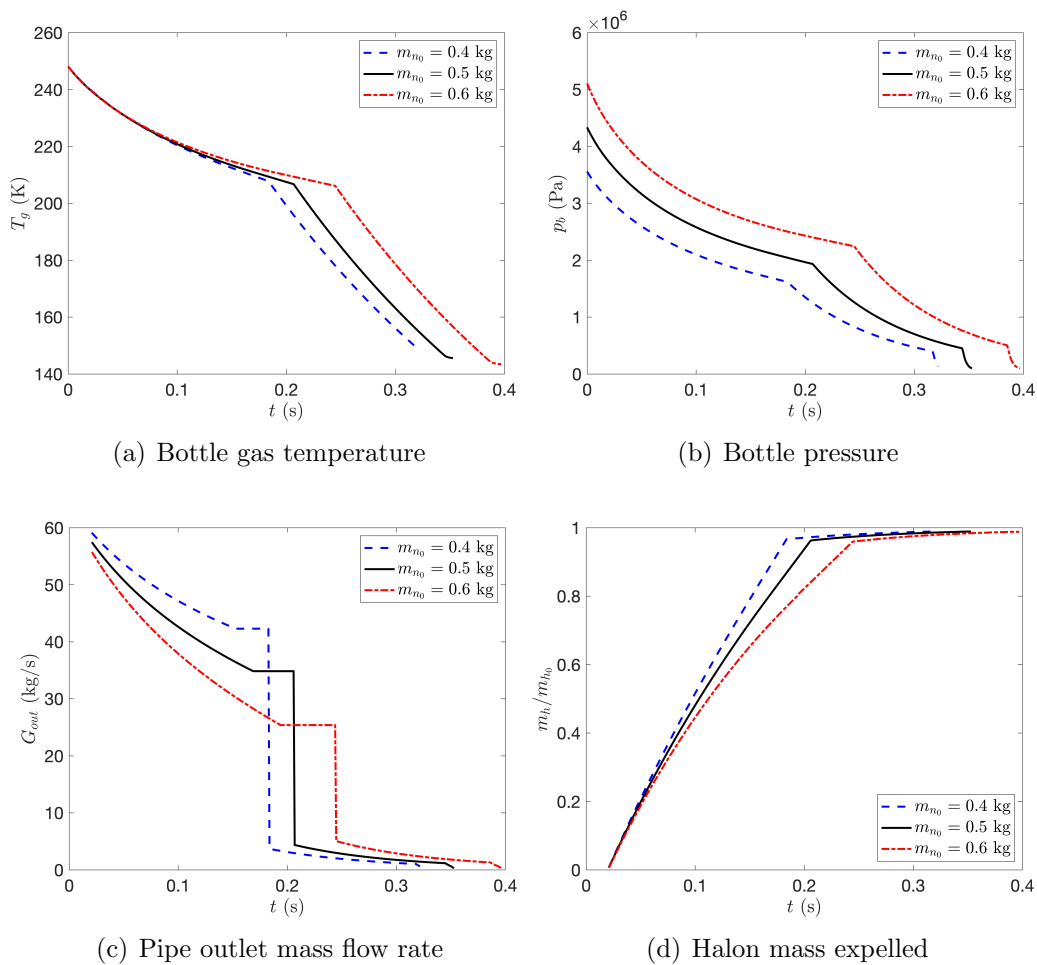 260
240
220
200
180
160
140
0
0.1
0.2
0.3
0.4
T_g (K)
t (s)
m_{n_0} = 0.4 kg
m_{n_0} = 0.5 kg
m_{n_0} = 0.6 kg
(a) Bottle gas temperature
×10^6
6
5
4
3
2
1
0
0
0.1
0.2
0.3
0.4
p_b (Pa)
t (s)
m_{n_0} = 0.4 kg
m_{n_0} = 0.5 kg
m_{n_0} = 0.6 kg
(b) Bottle pressure
60
50
40
30
20
10
0
0
0.1
0.2
0.3
0.4
G_{out} (kg/s)
t (s)
m_{n_0} = 0.4 kg
m_{n_0} = 0.5 kg
m_{n_0} = 0.6 kg
(c) Pipe outlet mass flow rate
1
0.8
0.6
0.4
0.2
0
0
0.1
0.2
0.3
0.4
m_h/m_{h_0}
t (s)
m_{n_0} = 0.4 kg
m_{n_0} = 0.5 kg
m_{n_0} = 0.6 kg
(d) Halon mass expelled